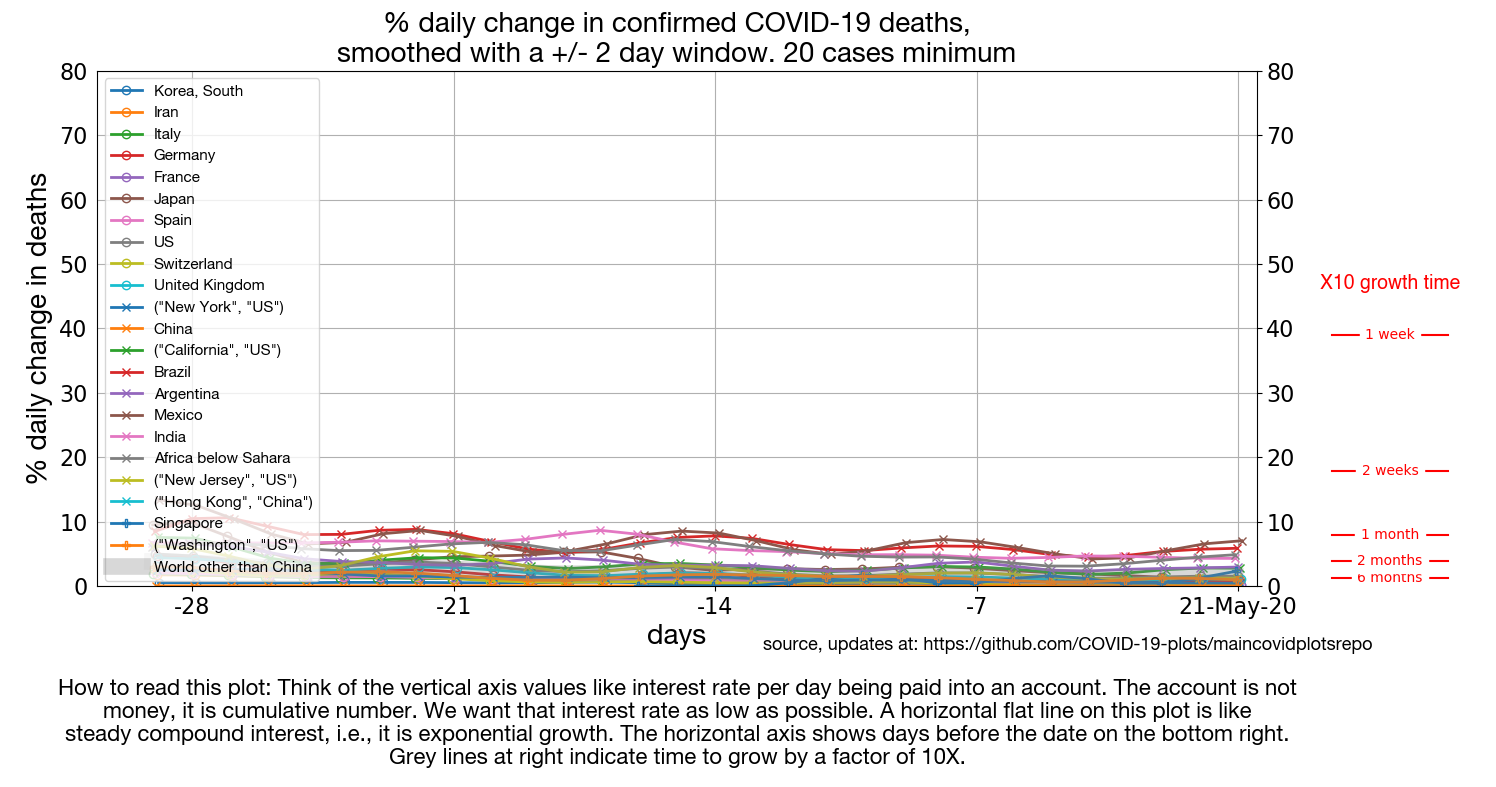 % daily change in confirmed COVID-19 deaths,
smoothed with a +/- 2 day window. 20 cases minimum
80
70
60
50
40
30
20
10
0
% daily change in deaths
Korea, South
Iran
Italy
Germany
France
Japan
Spain
US
Switzerland
United Kingdom
("New York", "US")
China
("California", "US")
Brazil
Argentina
Mexico
India
Africa below Sahara
("New Jersey", "US")
("Hong Kong", "China")
Singapore
("Washington", "US")
World other than China
80
70
60
50
40
30
20
10
0
X10 growth time
1 week
2 weeks
1 month
2 months
6 months
-28
-21
-14
-7
21-May-20
days
source, updates at: https://github.com/COVID-19-plots/maincovidplotsrepo
How to read this plot: Think of the vertical axis values like interest rate per day being paid into an account. The account is not
money, it is cumulative number. We want that interest rate as low as possible. A horizontal flat line on this plot is like
steady compound interest, i.e., it is exponential growth. The horizontal axis shows days before the date on the bottom right.
Grey lines at right indicate time to grow by a factor of 10X.